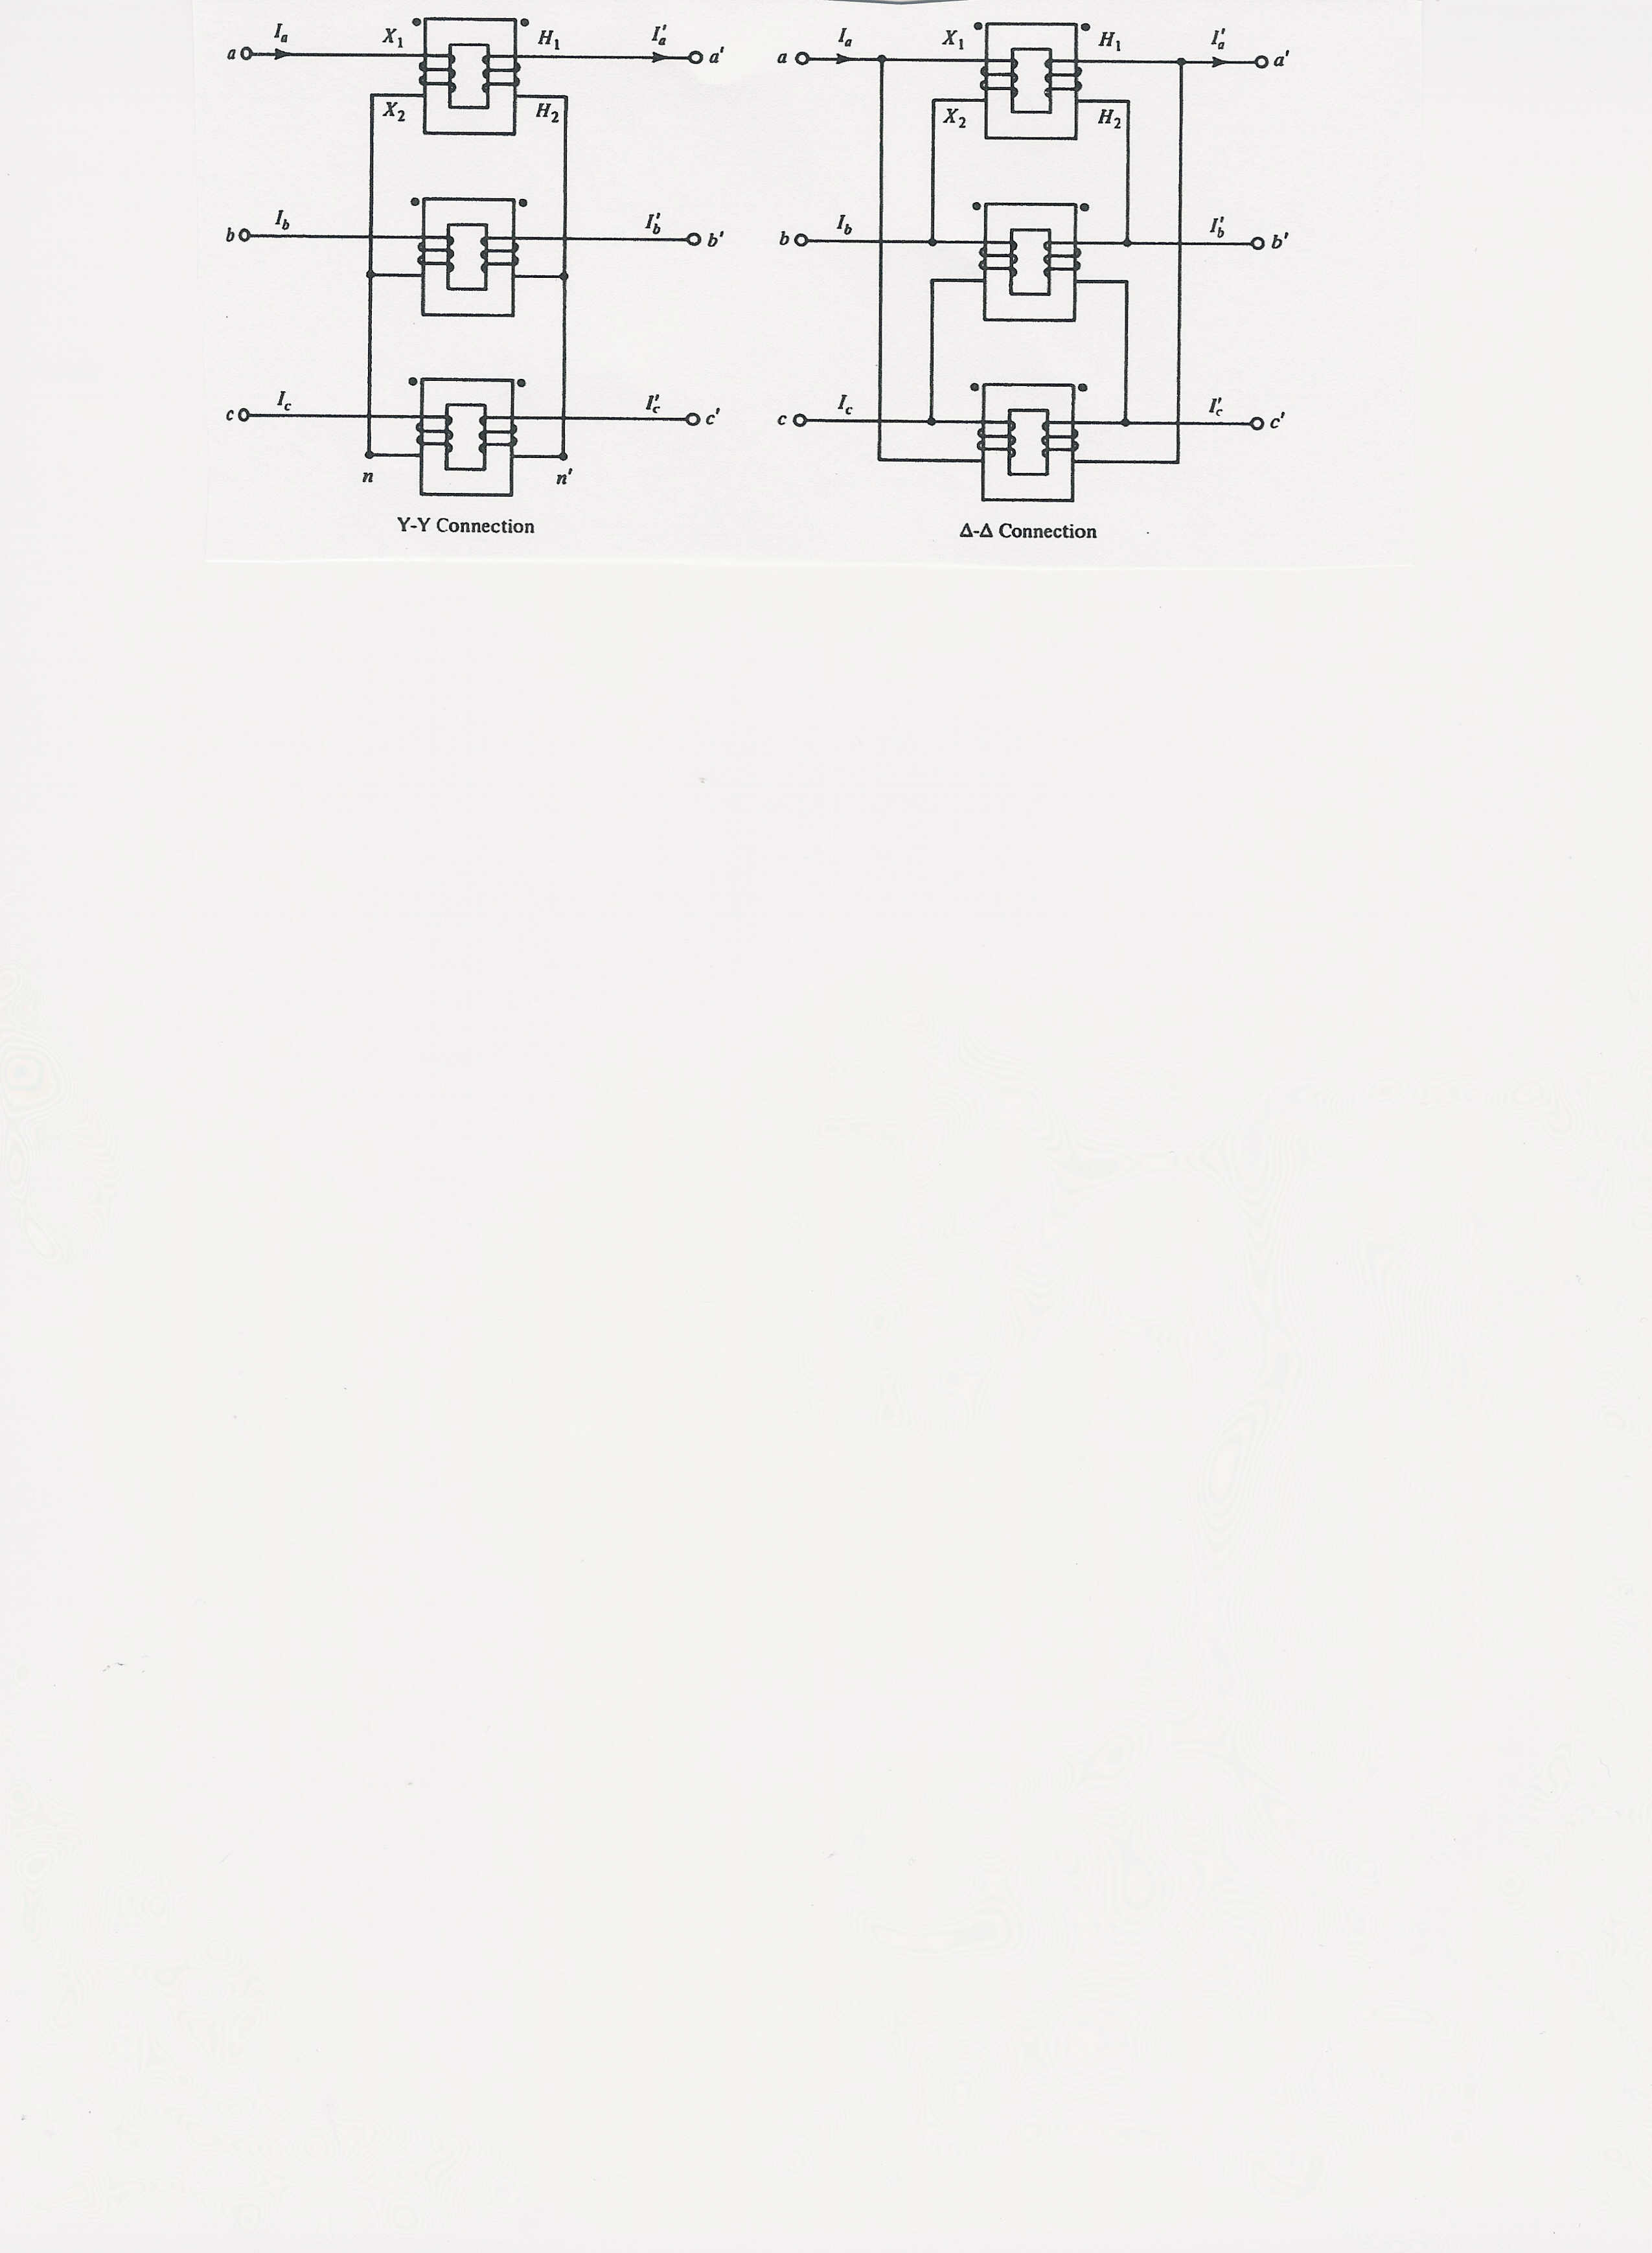 a I_a X_1 H_1 I'_a a'
X_2 H_2
b I_b I'_b b'
c I_c I'_c c'
n n'
Y-Y Connection
a I_a X_1 H_1 I'_a a'
X_2 H_2
b I_b I'_b b'
c I_c I'_c c'
Δ-Δ Connection